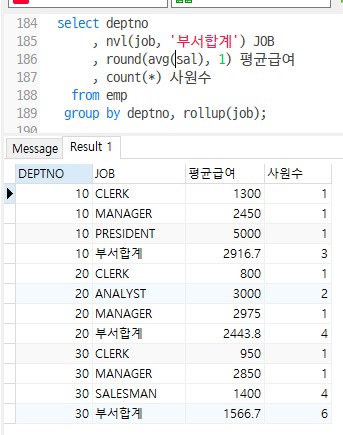 184 select deptno
185 , nvl(job, '부서합계') JOB
186 , round(avg(sal), 1) 평균급여
187 , count(*) 사원수
188 from emp
189 group by deptno, rollup(job);
190
Message Result 1
DEPTNO JOB 평균급여 사원수
10 CLERK 1300 1
10 MANAGER 2450 1
10 PRESIDENT 5000 1
10 부서합계 2916.7 3
20 CLERK 800 1
20 ANALYST 3000 2
20 MANAGER 2975 1
20 부서합계 2443.8 4
30 CLERK 950 1
30 MANAGER 2850 1
30 SALESMAN 1400 4
30 부서합계 1566.7 6